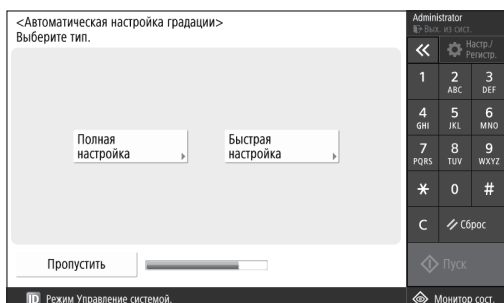 <Автоматическая настройка градации>
Выберите тип.
Полная
настройка
Быстрая
настройка
Пропустить
ID Режим Управление системой.
Administrator
Вых. из сист.
Настр./
Регистр.
1
2
ABC
3
DEF
4
GHI
5
JKL
6
MNO
7
PQRS
8
TUV
9
WXYZ
*
0
#
C
Сброс
Пуск
Монитор сост.